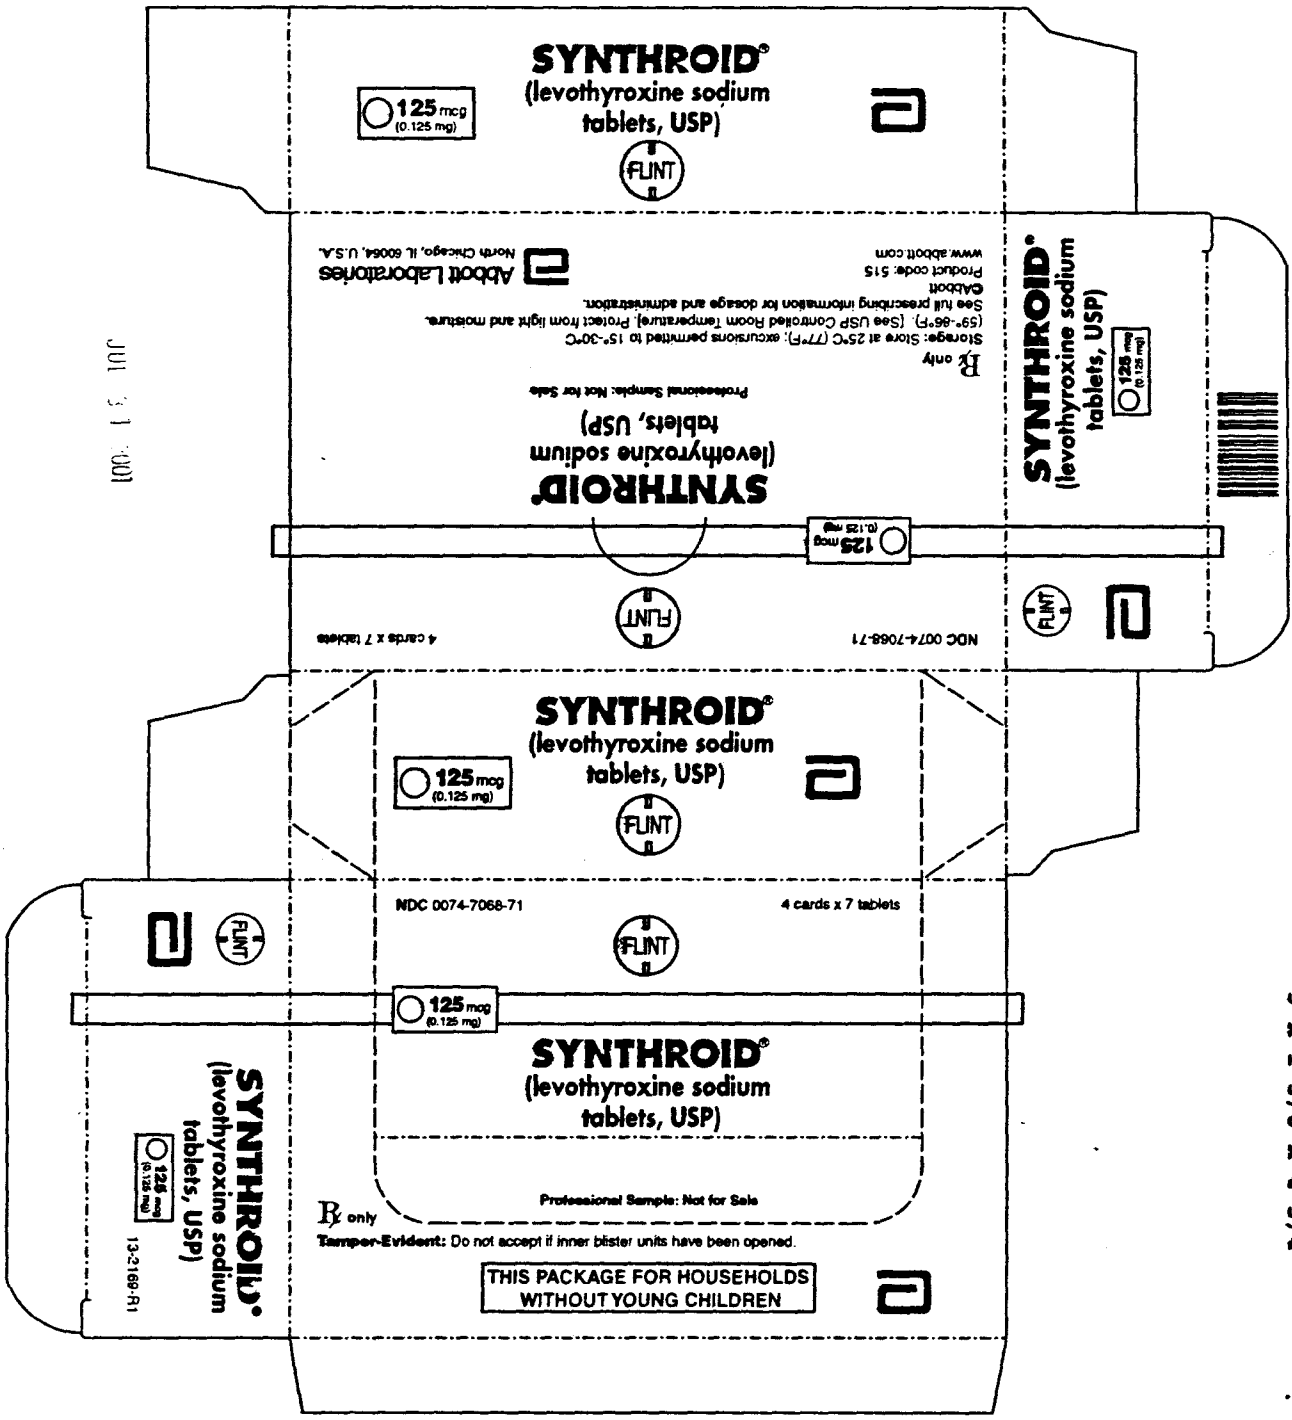 SYNTHROID®
(levothyroxine sodium
tablets, USP)
125 mcg
(0.125 mg)
FLINT
Abbott Laboratories
North Chicago, IL 60064, U.S.A.
SYNTHROID®
(levothyroxine sodium
tablets, USP)
Professional Sample: Not for Sale
℞ only
Storage: Store at 25°C (77°F); excursions permitted to 15°-30°C
(59°-86°F). [See USP Controlled Room Temperature]. Protect from light and moisture.
See full prescribing information for dosage and administration.
©Abbott
Product code: 515
www.abbott.com
125 mcg
(0.125 mg)
FLINT
NDC 0074-7068-71
4 cards x 7 tablets
SYNTHROID®
(levothyroxine sodium
tablets, USP)
125 mcg
(0.125 mg)
FLINT
JUL 31
SYNTHROID®
(levothyroxine sodium
tablets, USP)
125 mcg
(0.125 mg)
FLINT
NDC 0074-7068-71
4 cards x 7 tablets
FLINT
125 mcg
(0.125 mg)
SYNTHROID®
(levothyroxine sodium
tablets, USP)
Professional Sample: Not for Sale
℞ only
Tamper-Evident: Do not accept if inner blister units have been opened.
THIS PACKAGE FOR HOUSEHOLDS
WITHOUT YOUNG CHILDREN
FLINT
SYNTHROID®
(levothyroxine sodium
tablets, USP)
125 mcg
(0.125 mg)
13-2169-R1